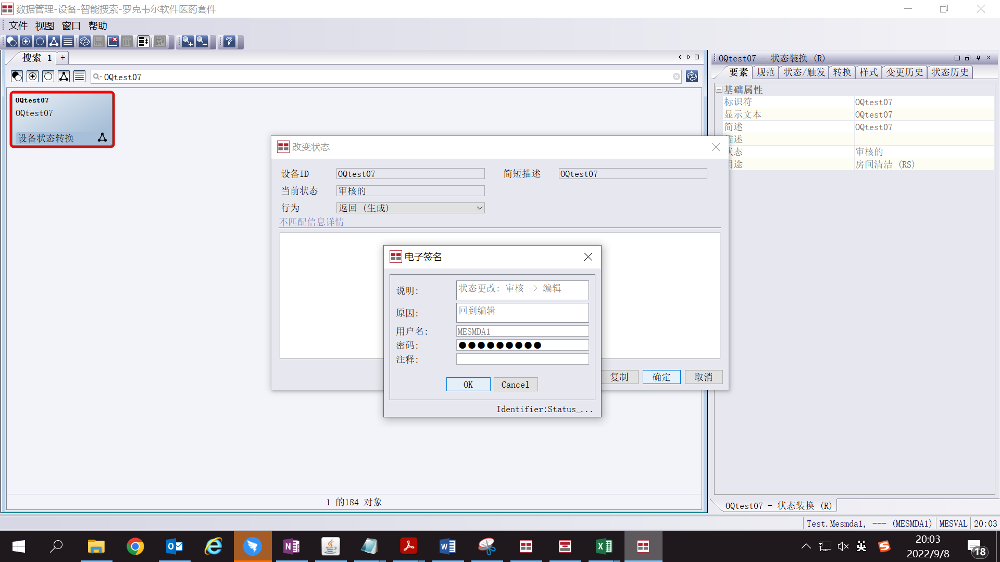 数据管理-设备-智能搜索-罗克韦尔软件医药套件
文件 视图 窗口 帮助
搜索 1 +
OQtest07
OQtest07
OQtest07
设备状态转换
1 的184 对象
OQtest07 - 状态装换 (R)
要素 规范 状态/触发 转换 样式 变更历史 状态历史
基础属性
标识符 OQtest07
显示文本 OQtest07
简述 OQtest07
描述
状态 审核的
用途 房间清洁 (RS)
OQtest07 - 状态装换 (R)
改变状态
设备ID OQtest07 简短描述 OQtest07
当前状态 审核的
行为 返回 (生成)
不匹配信息详情
复制 确定 取消
电子签名
说明: 状态更改: 审核 -> 编辑
原因: 回到编辑
用户名: MESMDA1
密码: ●●●●●●●●●
注释:
OK Cancel
Identifier:Status_...
Test.Mesmda1, --- (MESMDA1) MESVAL 20:03
英
20:03
2022/9/8
18